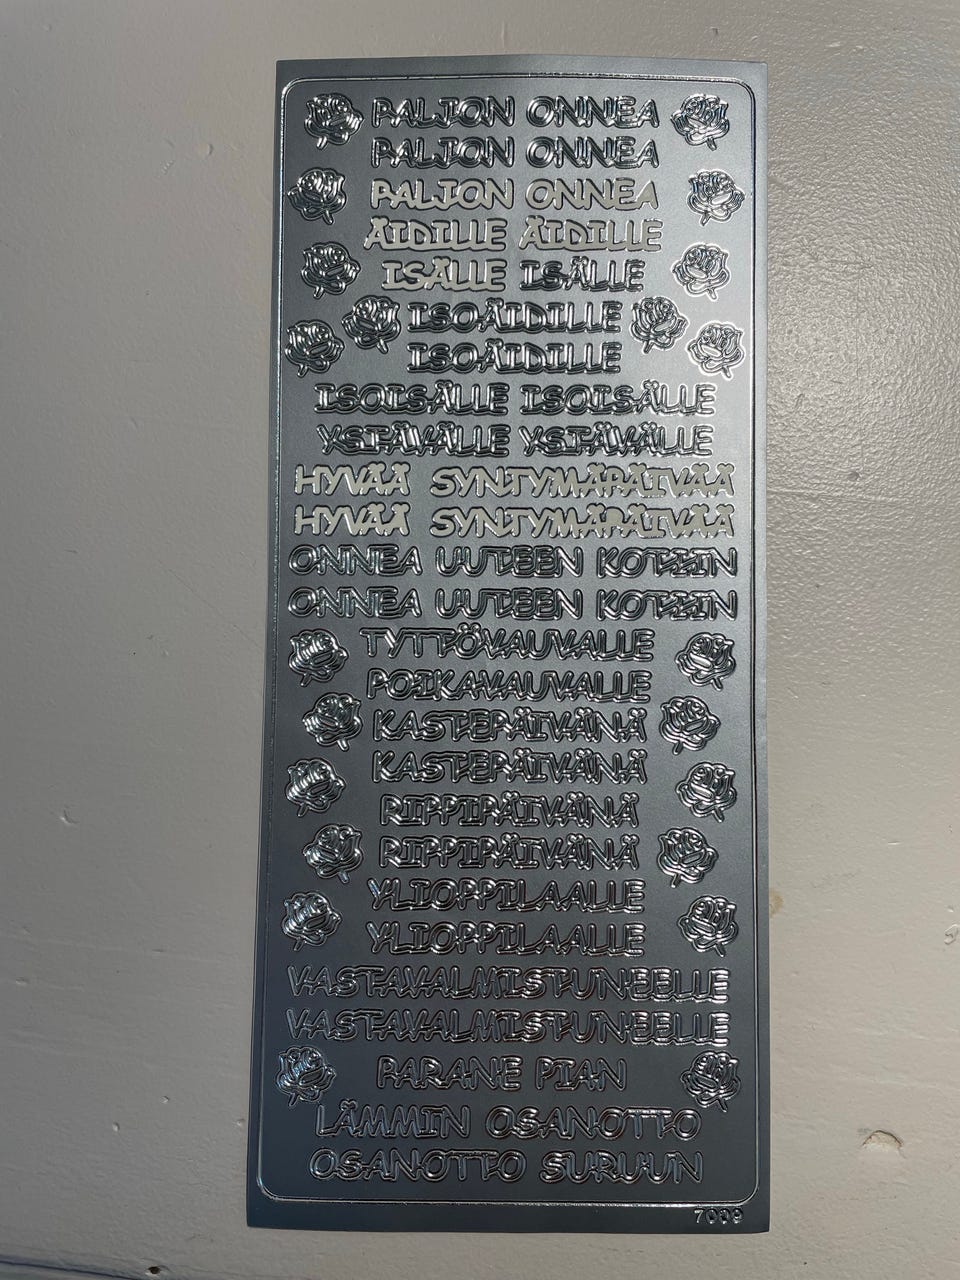 PALJON ONNEA
PALJON ONNEA
PALJON ONNEA
ÄIDILLE ÄIDILLE
ISÄLLE ISÄLLE
ISOÄIDILLE
ISOÄIDILLE
ISOISÄLLE ISOISÄLLE
YSTÄVÄLLE YSTÄVÄLLE
HYVÄÄ SYNTYMÄPÄIVÄÄ
HYVÄÄ SYNTYMÄPÄIVÄÄ
ONNEA UUTEEN KOTIIN
ONNEA UUTEEN KOTIIN
TYTTÖVAUVALLE
POIKAVAUVALLE
KASTEPÄIVÄNÄ
KASTEPÄIVÄNÄ
RIPPIPÄIVÄNÄ
RIPPIPÄIVÄNÄ
YLIOPPILAALLE
YLIOPPILAALLE
VASTAVALMISTUNEELLE
VASTAVALMISTUNEELLE
PARANE PIAN
LÄMMIN OSANOTTO
OSANOTTO SURUUN
7009